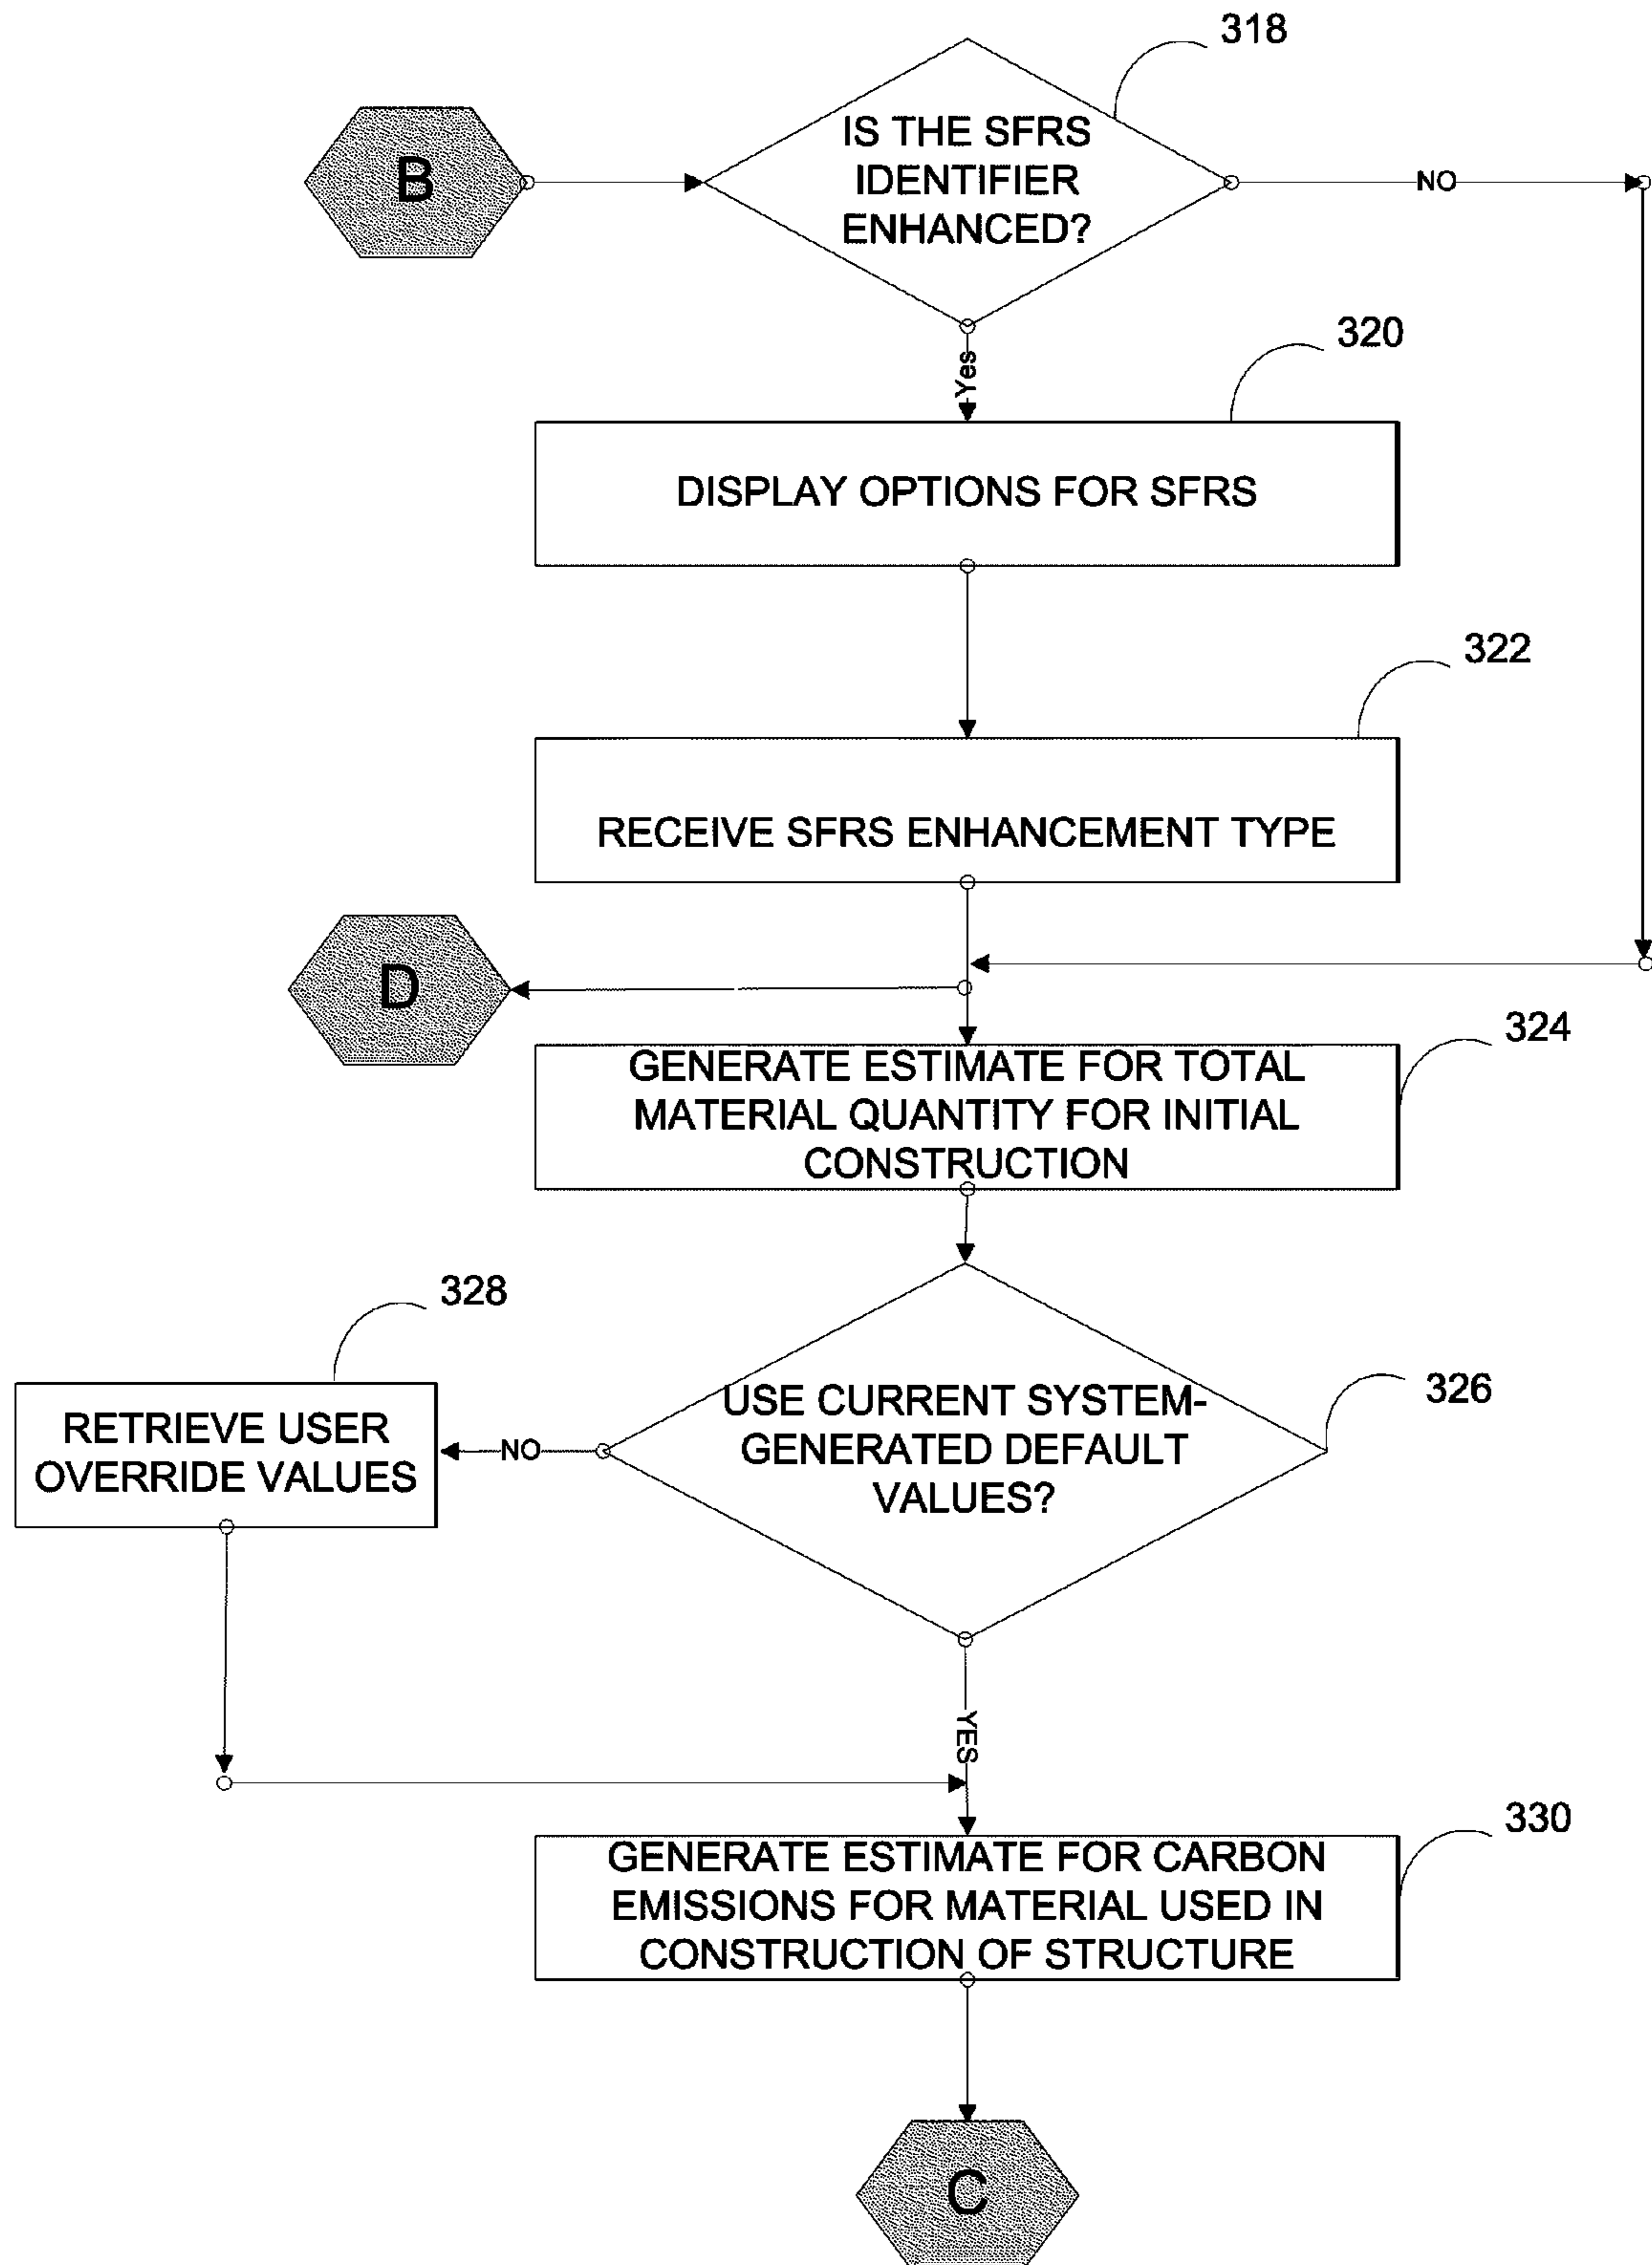 318
B
IS THE SFRS
IDENTIFIER
ENHANCED?
NO
Yes
320
DISPLAY OPTIONS FOR SFRS
322
RECEIVE SFRS ENHANCEMENT TYPE
D
324
GENERATE ESTIMATE FOR TOTAL
MATERIAL QUANTITY FOR INITIAL
CONSTRUCTION
328
326
RETRIEVE USER
OVERRIDE VALUES
NO
USE CURRENT SYSTEM-
GENERATED DEFAULT
VALUES?
YES
330
GENERATE ESTIMATE FOR CARBON
EMISSIONS FOR MATERIAL USED IN
CONSTRUCTION OF STRUCTURE
C